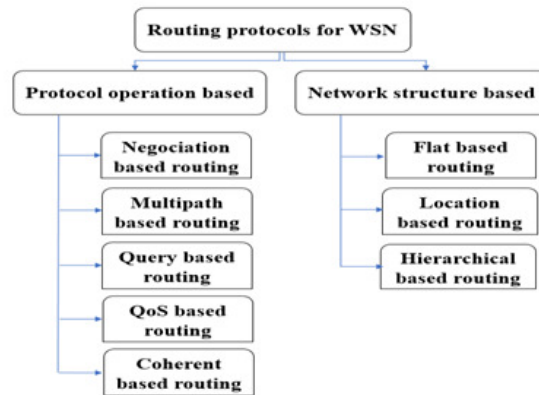 Routing protocols for WSN
Protocol operation based
Network structure based
Negociation
based routing
Multipath
based routing
Query based
routing
QoS based
routing
Coherent
based routing
Flat based
routing
Location
based routing
Hierarchical
based routing